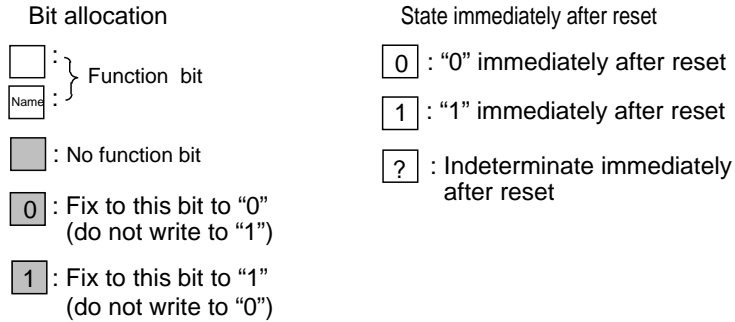 Bit allocation
:
Function bit
Name :
: No function bit
0 : Fix to this bit to “0”
(do not write to “1”)
1 : Fix to this bit to “1”
(do not write to “0”)
State immediately after reset
0 : “0” immediately after reset
1 : “1” immediately after reset
? : Indeterminate immediately
after reset